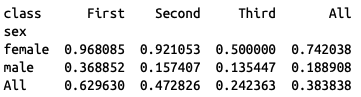 class First Second Third All
sex
female 0.968085 0.921053 0.500000 0.742038
male 0.368852 0.157407 0.135447 0.188908
All 0.629630 0.472826 0.242363 0.383838